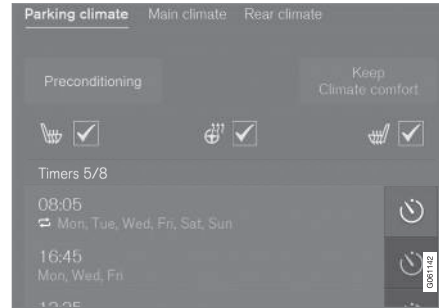 Parking climate Main climate Rear climate
Preconditioning
Keep
Climate comfort
Timers 5/8
08:05
Mon, Tue, Wed, Fri, Sat, Sun
16:45
Mon, Wed, Fri
G061142